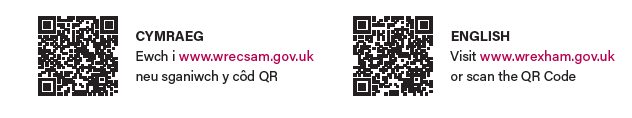 CYMRAEG
Ewch i www.wrecsam.gov.uk
neu sganiwch y côd QR
ENGLISH
Visit www.wrexham.gov.uk
or scan the QR Code